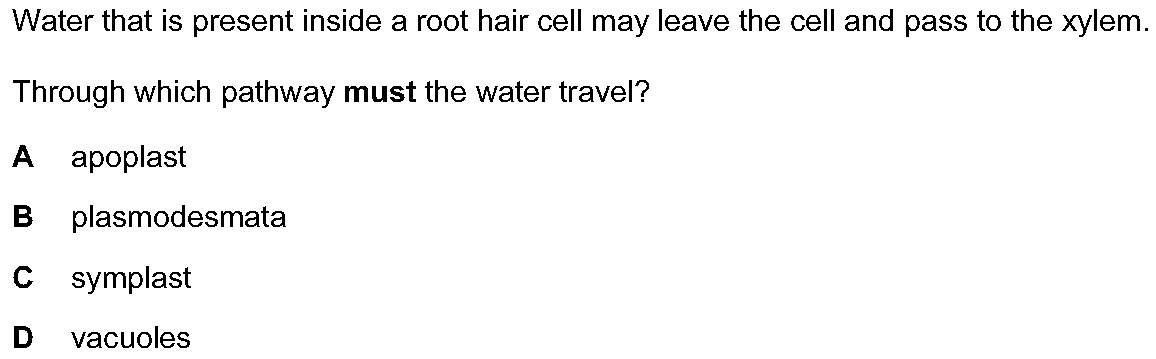 Water that is present inside a root hair cell may leave the cell and pass to the xylem.
Through which pathway must the water travel?
A apoplast
B plasmodesmata
C symplast
D vacuoles